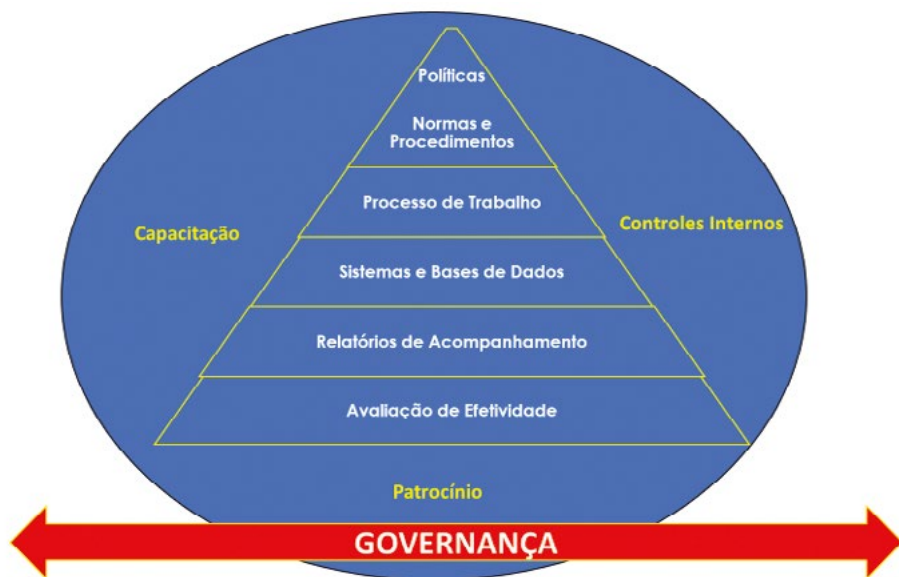 Políticas
Normas e
Procedimentos
Processo de Trabalho
Capacitação
Controles Internos
Sistemas e Bases de Dados
Relatórios de Acompanhamento
Avaliação de Efetividade
Patrocínio
GOVERNANÇA